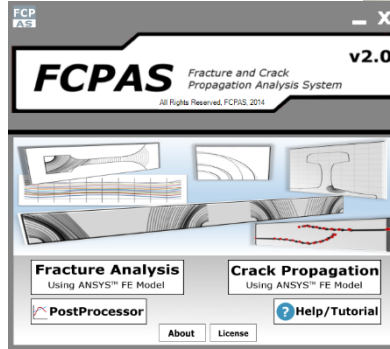 FCP
AS
v2.0
FCPAS
Fracture and Crack
Propagation Analysis System
All Rights Reserved, FCPAS, 2014
Fracture Analysis
Using ANSYS™ FE Model
Crack Propagation
Using ANSYS™ FE Model
PostProcessor
? Help/Tutorial
About
License